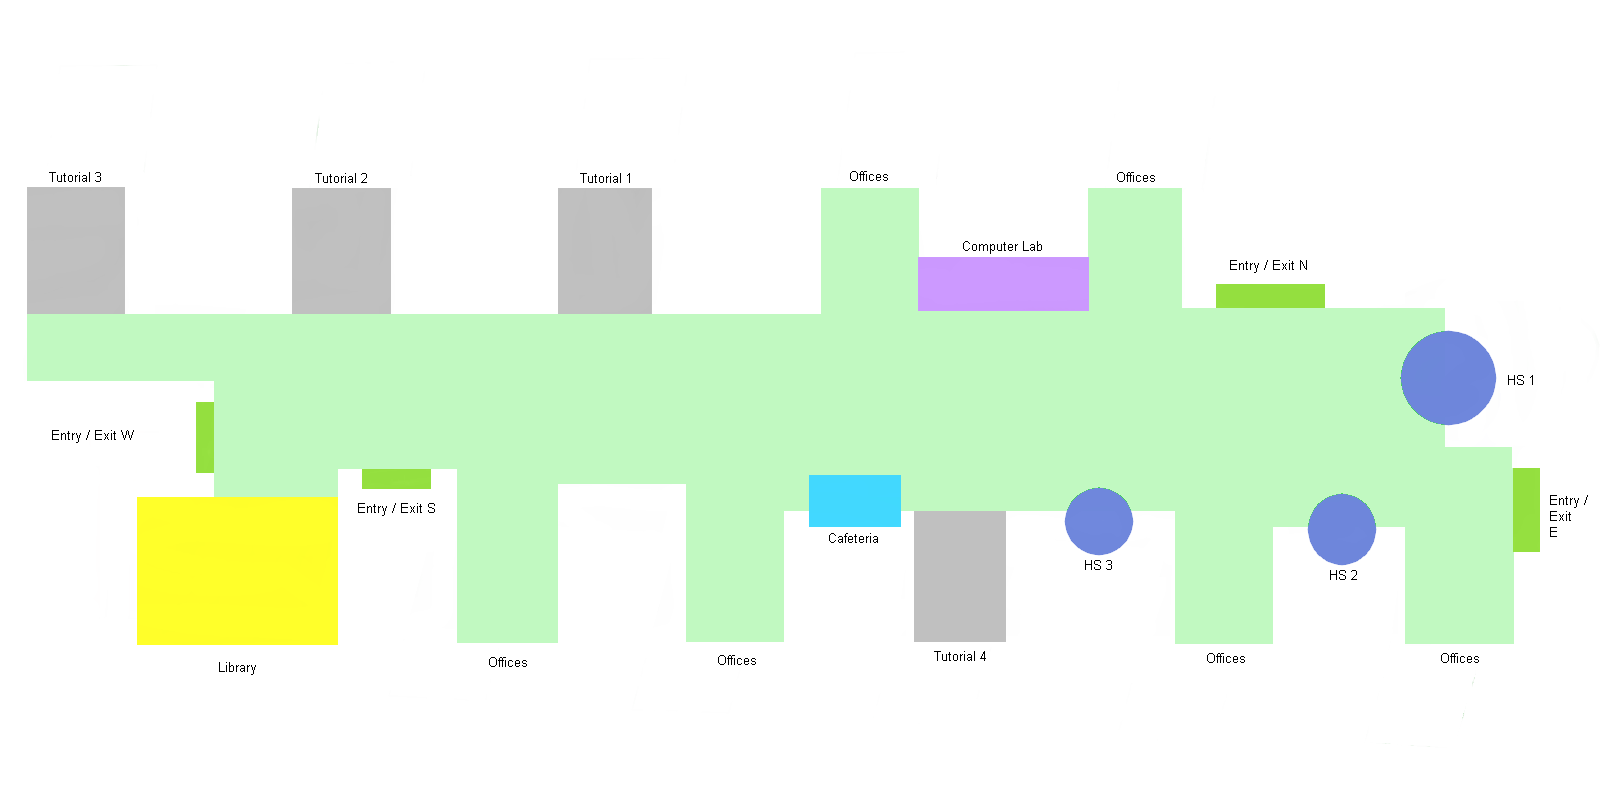 Tutorial 3
Tutorial 2
Tutorial 1
Offices
Offices
Computer Lab
Entry / Exit N
HS 1
Entry / Exit W
Entry / Exit S
Entry /
Exit
E
Cafeteria
HS 3
HS 2
Library
Offices
Offices
Tutorial 4
Offices
Offices